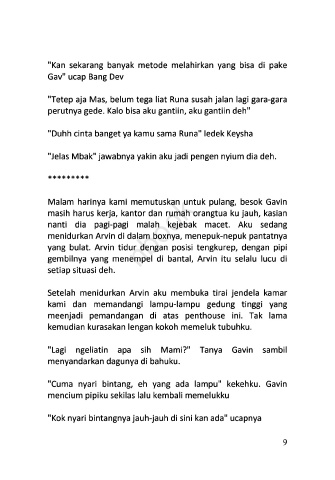 "Kan sekarang banyak metode melahirkan yang bisa di pake
Gav" ucap Bang Dev
"Tetep aja Mas, belum tega liat Runa susah jalan lagi gara-gara
perutnya gede. Kalo bisa aku gantiin, aku gantiin deh"
"Duhh cinta banget ya kamu sama Runa" ledek Keysha
"Jelas Mbak" jawabnya yakin aku jadi pengen nyium dia deh.
*********
Malam harinya kami memutuskan untuk pulang, besok Gavin
masih harus kerja, kantor dan rumah orangtua ku jauh, kasian
nanti dia pagi-pagi malah kejebak macet. Aku sedang
menidurkan Arvin di dalam boxnya, menepuk-nepuk pantatnya
yang bulat. Arvin tidur dengan posisi tengkurep, dengan pipi
gembilnya yang menempel di bantal, Arvin itu selalu lucu di
setiap situasi deh.
Setelah menidurkan Arvin aku membuka tirai jendela kamar
kami dan memandangi lampu-lampu gedung tinggi yang
meenjadi pemandangan di atas penthouse ini. Tak lama
kemudian kurasakan lengan kokoh memeluk tubuhku.
"Lagi ngeliatin apa sih Mami?" Tanya Gavin sambil
menyandarkan dagunya di bahuku.
"Cuma nyari bintang, eh yang ada lampu" kekehku. Gavin
mencium pipiku sekilas lalu kembali memelukku
"Kok nyari bintangnya jauh-jauh di sini kan ada" ucapnya
9